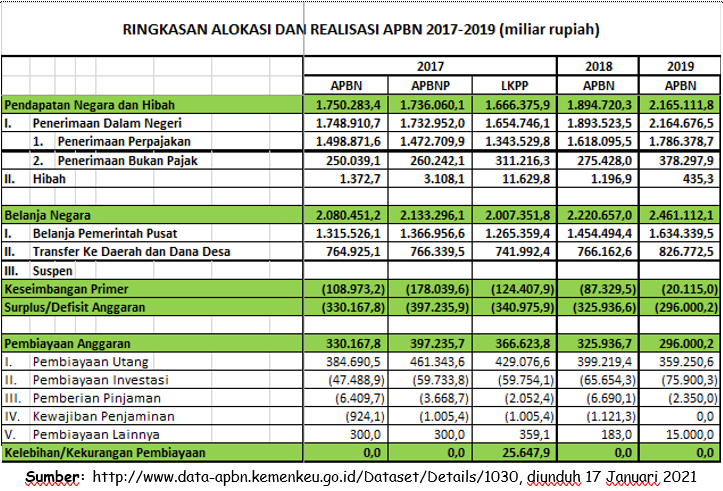 RINGKASAN ALOKASI DAN REALISASI APBN 2017-2019 (miliar rupiah)
2017 2018 2019
APBN APBNP LKPP APBN APBN
Pendapatan Negara dan Hibah 1.750.283,4 1.736.060,1 1.666.375,9 1.894.720,3 2.165.111,8
I. Penerimaan Dalam Negeri 1.748.910,7 1.732.952,0 1.654.746,1 1.893.523,5 2.164.676,5
1. Penerimaan Perpajakan 1.498.871,6 1.472.709,9 1.343.529,8 1.618.095,5 1.786.378,7
2. Penerimaan Bukan Pajak 250.039,1 260.242,1 311.216,3 275.428,0 378.297,9
II. Hibah 1.372,7 3.108,1 11.629,8 1.196,9 435,3
Belanja Negara 2.080.451,2 2.133.296,1 2.007.351,8 2.220.657,0 2.461.112,1
I. Belanja Pemerintah Pusat 1.315.526,1 1.366.956,6 1.265.359,4 1.454.494,4 1.634.339,5
II. Transfer Ke Daerah dan Dana Desa 764.925,1 766.339,5 741.992,4 766.162,6 826.772,5
III. Suspen
Keseimbangan Primer (108.973,2) (178.039,6) (124.407,9) (87.329,5) (20.115,0)
Surplus/Defisit Anggaran (330.167,8) (397.235,9) (340.975,9) (325.936,6) (296.000,2)
Pembiayaan Anggaran 330.167,8 397.235,7 366.623,8 325.936,7 296.000,2
I. Pembiayaan Utang 384.690,5 461.343,6 429.076,6 399.219,4 359.250,6
II. Pembiayaan Investasi (47.488,9) (59.733,8) (59.754,1) (65.654,3) (75.900,3)
III. Pemberian Pinjaman (6.409,7) (3.668,7) (2.052,4) (6.690,1) (2.350,0)
IV. Kewajiban Penjaminan (924,1) (1.005,4) (1.005,4) (1.121,3) 0,0
V. Pembiayaan Lainnya 300,0 300,0 359,1 183,0 15.000,0
Kelebihan/Kekurangan Pembiayaan 0,0 0,0 25.647,9 0,0 0,0
Sumber: http://www.data-apbn.kemenkeu.go.id/Dataset/Details/1030, diunduh 17 Januari 2021